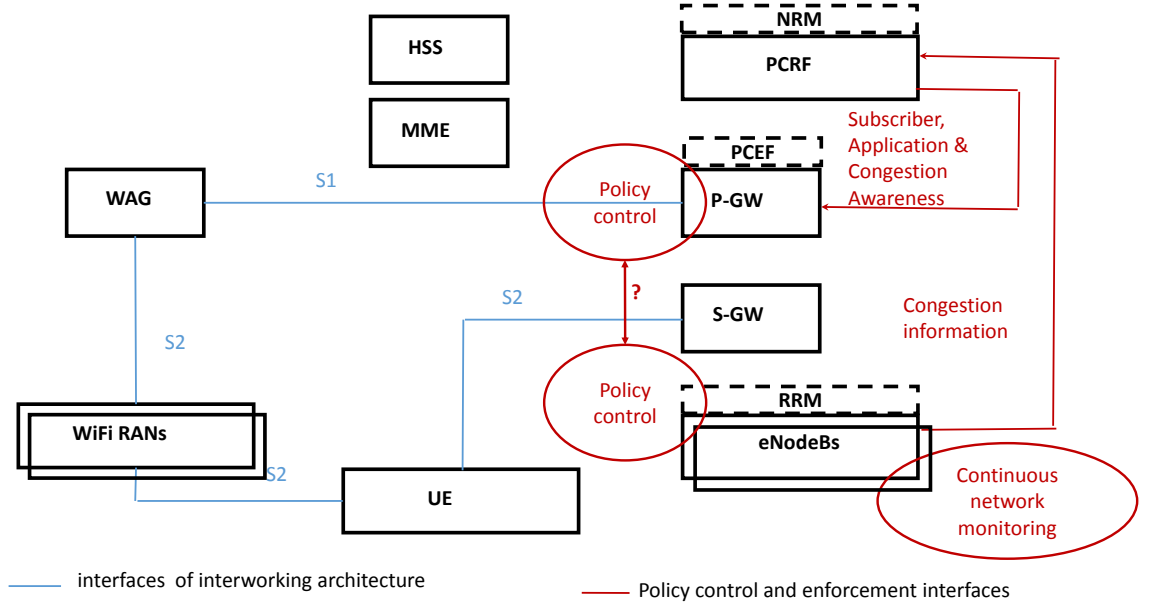 NRM
HSS
PCRF
MME
Subscriber,
Application &
Congestion
Awareness
PCEF
S1
WAG
Policy
control
P-GW
?
S2
S-GW
Congestion
information
S2
Policy
control
RRM
WiFi RANs
eNodeBs
S2
UE
Continuous
network
monitoring
interfaces of interworking architecture
Policy control and enforcement interfaces